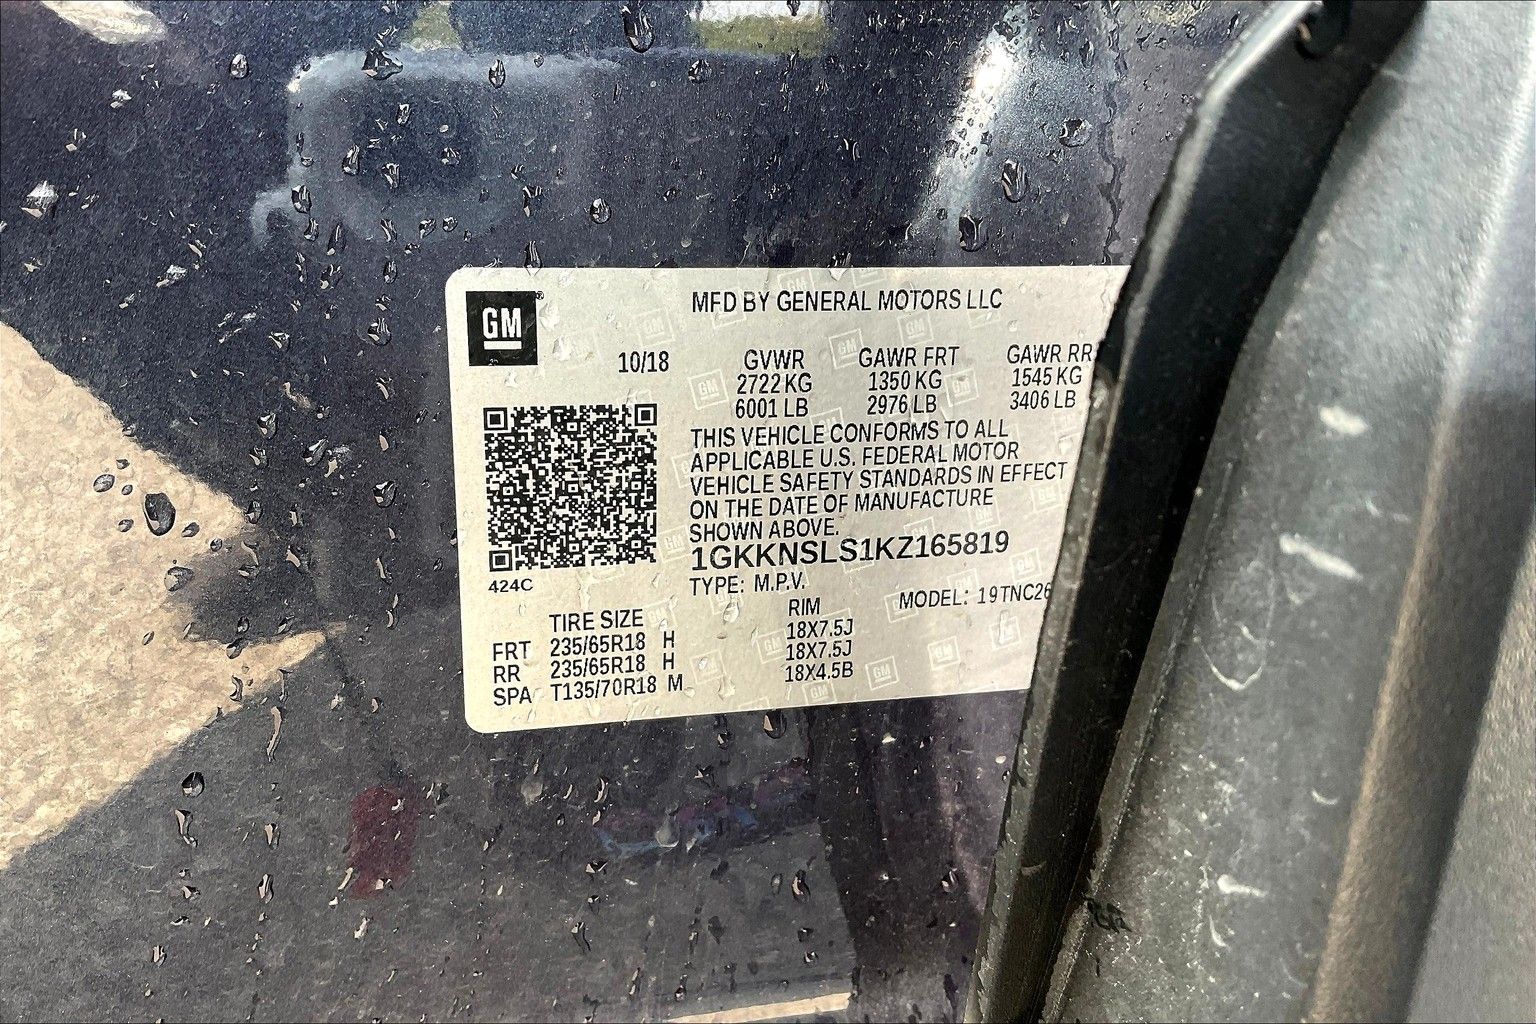 GM
MFD BY GENERAL MOTORS LLC
10/18 GVWR GAWR FRT GAWR RR
2722 KG 1350 KG 1545 KG
6001 LB 2976 LB 3406 LB
THIS VEHICLE CONFORMS TO ALL
APPLICABLE U.S. FEDERAL MOTOR
VEHICLE SAFETY STANDARDS IN EFFECT
ON THE DATE OF MANUFACTURE
SHOWN ABOVE.
1GKKNSLS1KZ165819
424C
TYPE: M.P.V.
MODEL: 19TNC26
TIRE SIZE RIM
FRT 235/65R18 H 18X7.5J
RR 235/65R18 H 18X7.5J
SPA T135/70R18 M 18X4.5B